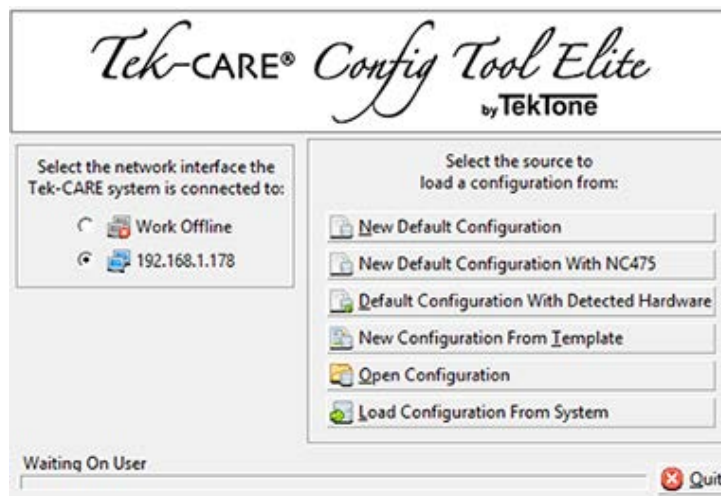 Tek-CARE® Config Tool Elite
by TekTone
Select the network interface the
Tek-CARE system is connected to:
Work Offline
192.168.1.178
Select the source to
load a configuration from:
New Default Configuration
New Default Configuration With NC475
Default Configuration With Detected Hardware
New Configuration From Template
Open Configuration
Load Configuration From System
Waiting On User
Quit